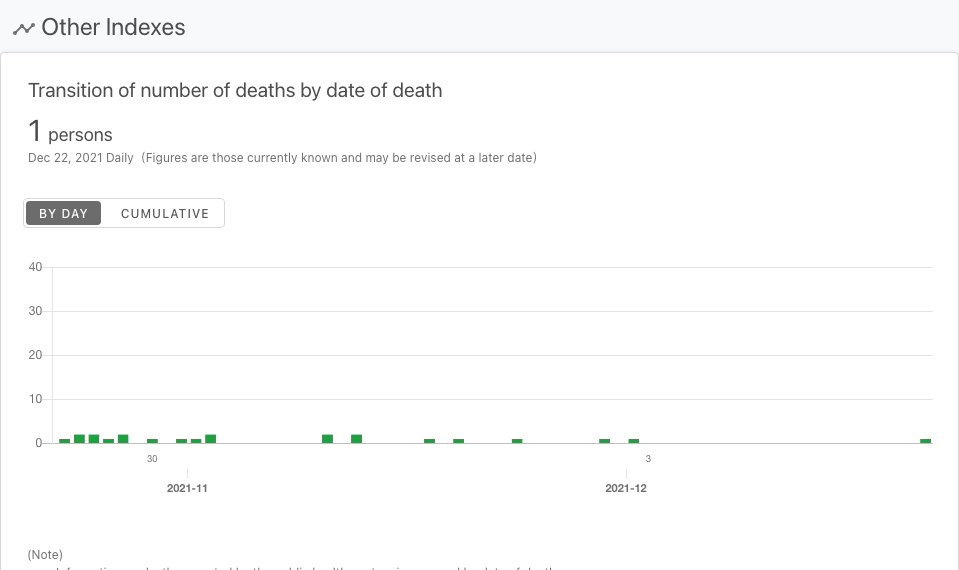 Other Indexes
Transition of number of deaths by date of death
1 persons
Dec 22, 2021 Daily (Figures are those currently known and may be revised at a later date)
BY DAY CUMULATIVE
40
30
20
10
0
30 3
2021-11 2021-12
(Note)